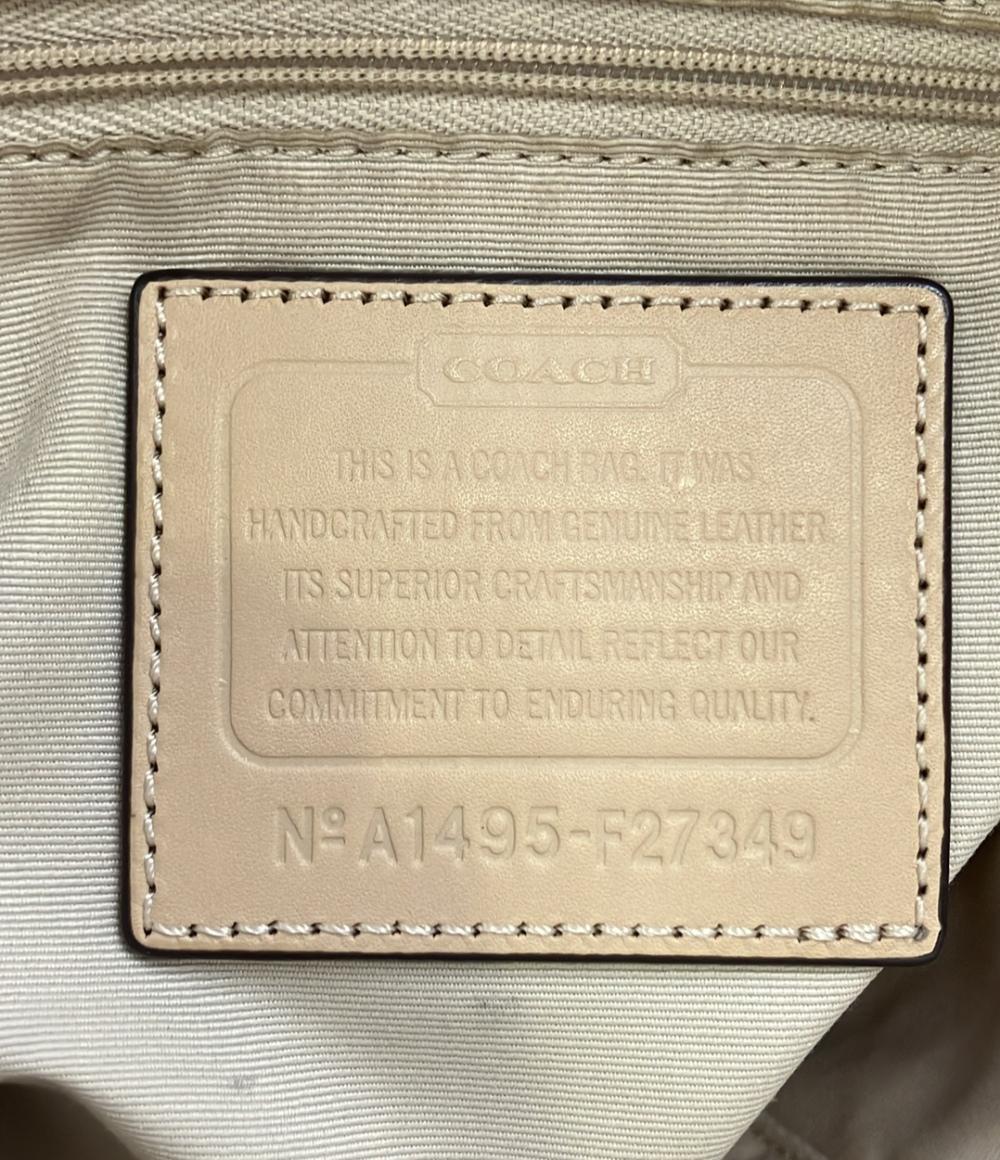 COACH
THIS IS A COACH BAG. IT WAS
HANDCRAFTED FROM GENUINE LEATHER.
ITS SUPERIOR CRAFTSMANSHIP AND
ATTENTION TO DETAIL REFLECT OUR
COMMITMENT TO ENDURING QUALITY.
Nº A1495-F27349